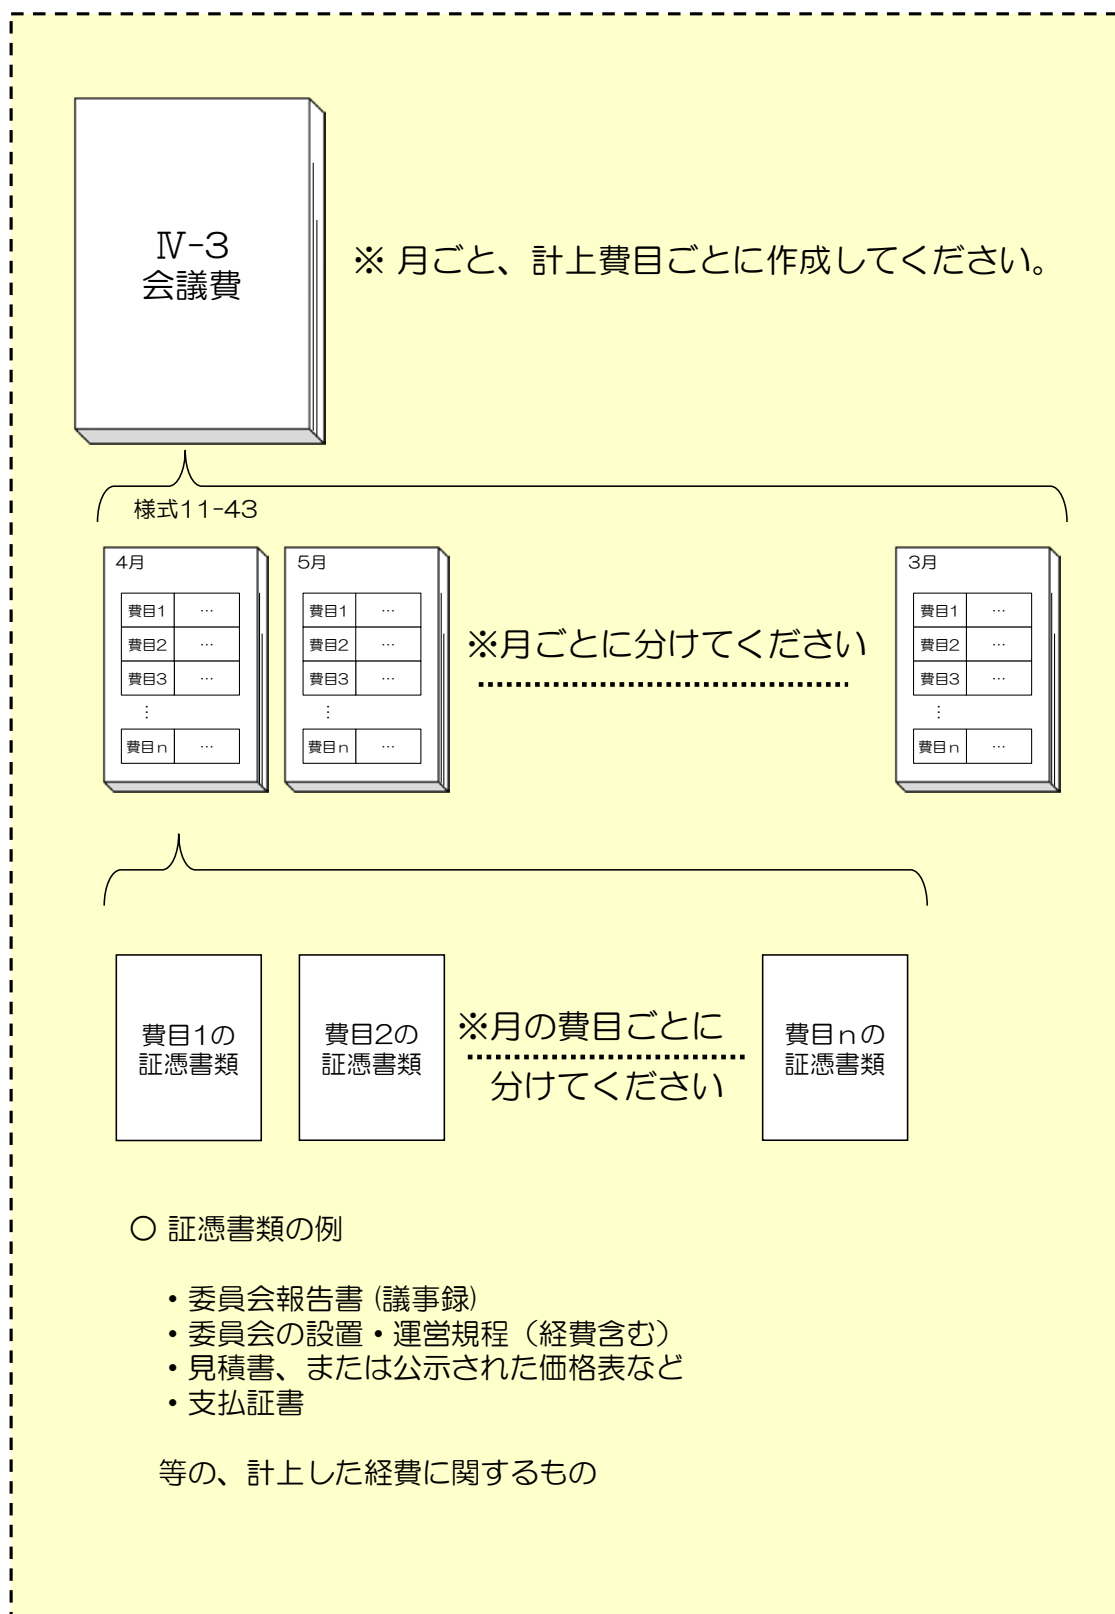 Ⅳ-3
会議費
※ 月ごと、計上費目ごとに作成してください。
様式11-43
4月
費目1 …
費目2 …
費目3 …
⋮
費目n …
5月
費目1 …
費目2 …
費目3 …
⋮
費目n …
※月ごとに分けてください
3月
費目1 …
費目2 …
費目3 …
⋮
費目n …
費目1の
証憑書類
費目2の
証憑書類
※月の費目ごとに
分けてください
費目nの
証憑書類
○ 証憑書類の例
・委員会報告書(議事録)
・委員会の設置・運営規程（経費含む）
・見積書、または公示された価格表など
・支払証書
等の、計上した経費に関するもの